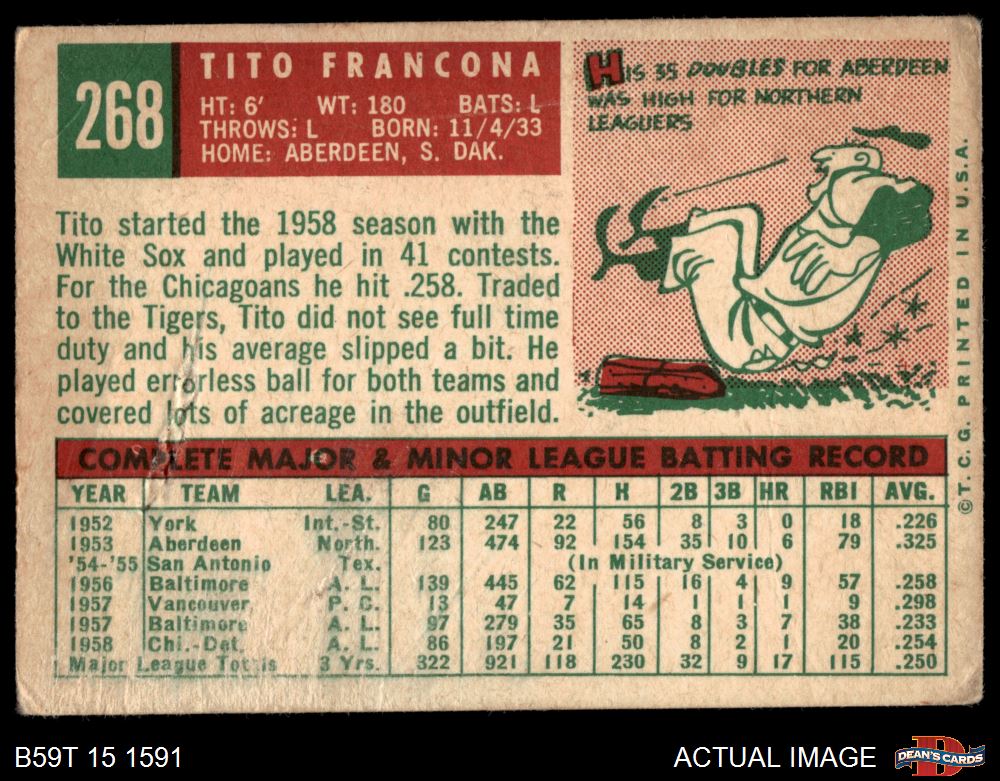 268
TITO FRANCONA
HT: 6' WT: 180 BATS: L
THROWS: L BORN: 11/4/33
HOME: ABERDEEN, S. DAK.
HIS 35 DOUBLES FOR ABERDEEN
WAS HIGH FOR NORTHERN
LEAGUERS
Tito started the 1958 season with the
White Sox and played in 41 contests.
For the Chicagoans he hit .258. Traded
to the Tigers, Tito did not see full time
duty and his average slipped a bit. He
played errorless ball for both teams and
covered lots of acreage in the outfield.
COMPLETE MAJOR & MINOR LEAGUE BATTING RECORD
YEAR TEAM LEA. G AB R H 2B 3B HR RBI AVG.
1952 York Int.-St. 80 247 22 56 8 3 0 18 .226
1953 Aberdeen North. 123 474 92 154 35 10 6 79 .325
'54-'55 San Antonio Tex. (In Military Service)
1956 Baltimore A. L. 139 445 62 115 16 4 9 57 .258
1957 Vancouver P. C. 13 47 7 14 1 1 1 9 .298
1957 Baltimore A. L. 97 279 35 65 8 3 7 38 .233
1958 Chi.-Det. A. L. 86 197 21 50 8 2 1 20 .254
Major League Totals 3 Yrs. 322 921 118 230 32 9 17 115 .250
© T. C. G. PRINTED IN U. S. A.
B59T 15 1591
ACTUAL IMAGE
D
DEAN'S CARDS